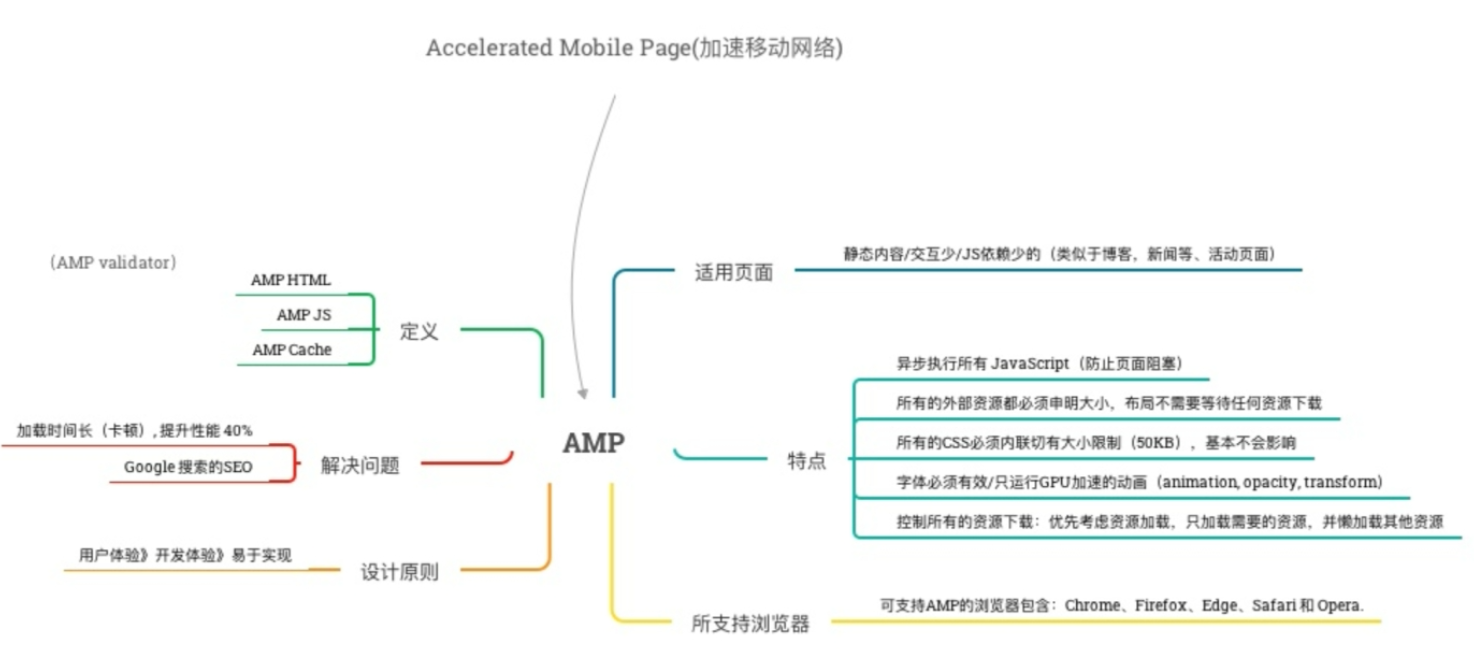 Accelerated Mobile Page(加速移动网络)
(AMP validator)
AMP HTML
AMP JS
AMP Cache
定义
加载时间长（卡顿）, 提升性能 40%
Google 搜索的SEO
解决问题
用户体验》开发体验》易于实现
设计原则
AMP
适用页面
静态内容/交互少/JS依赖少的（类似于博客，新闻等、活动页面）
特点
异步执行所有 JavaScript（防止页面阻塞）
所有的外部资源都必须申明大小，布局不需要等待任何资源下载
所有的CSS必须内联切有大小限制（50KB），基本不会影响
字体必须有效/只运行GPU加速的动画（animation, opacity, transform）
控制所有的资源下载：优先考虑资源加载，只加载需要的资源，并懒加载其他资源
所支持浏览器
可支持AMP的浏览器包含：Chrome、Firefox、Edge、Safari 和 Opera.